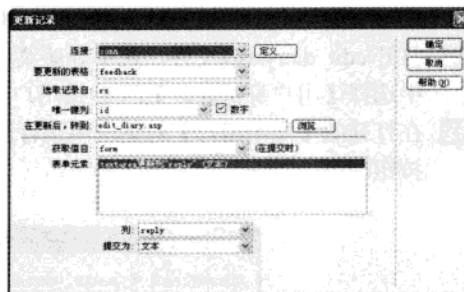 更新记录
连接: conn 定义
确定
要更新的表格: feedback
取消
选取记录自: rs
帮助(H)
唯一键列: id 数字
在更新后，转到: edit_diary.asp 浏览...
获取值自: form (在提交时)
表单元素:
列: reply
提交为: 文本